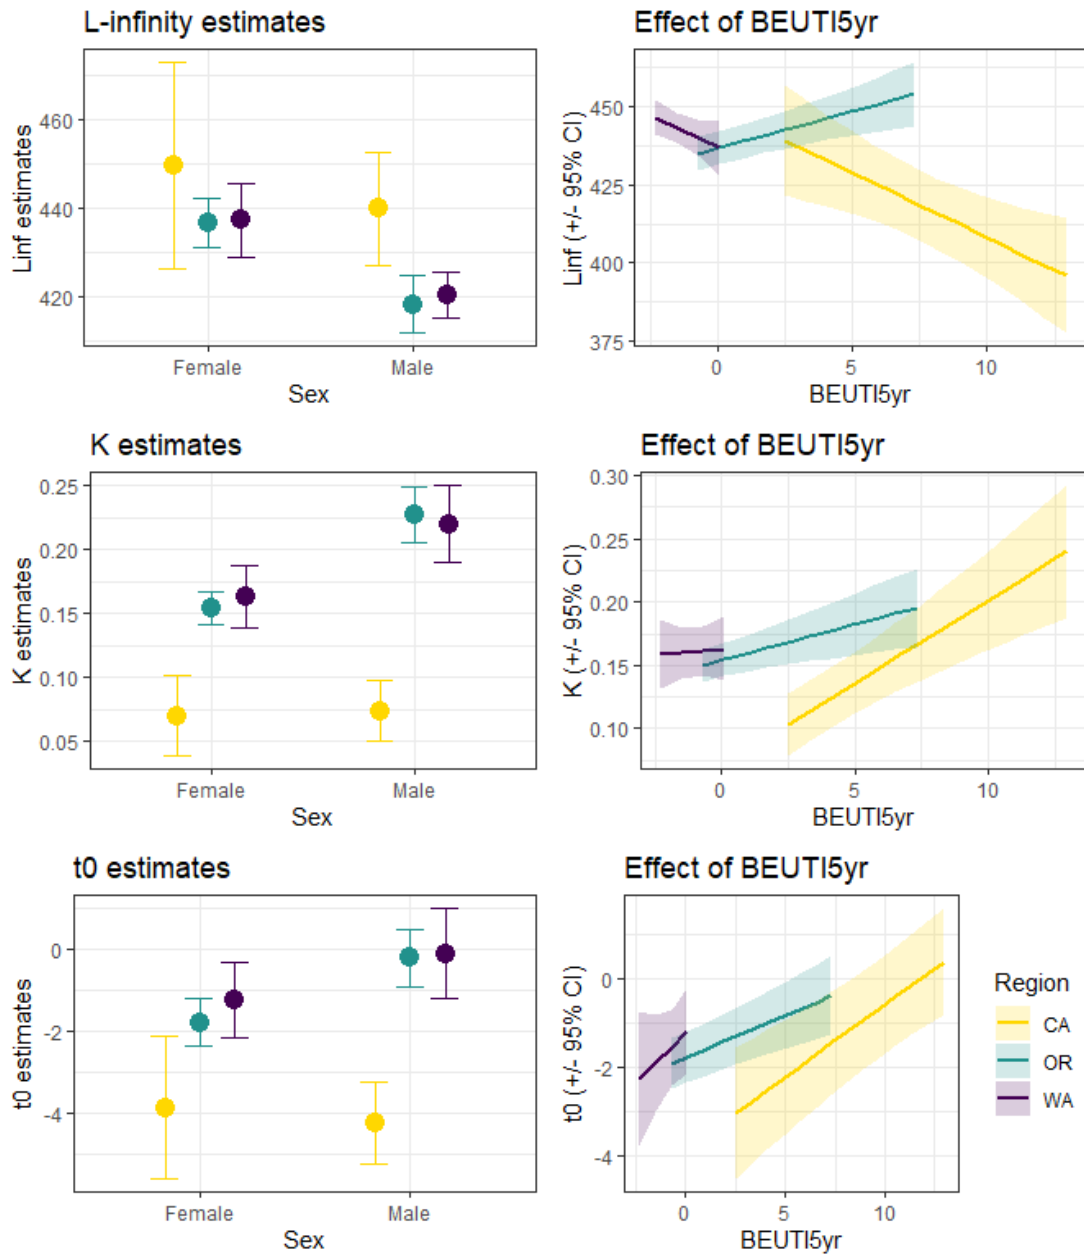 L-infinity estimates
Linf estimates
460
440
420
Female
Male
Sex
Effect of BEUTI5yr
Linf (+/- 95% CI)
450
425
400
375
0
5
10
BEUTI5yr
K estimates
K estimates
0.25
0.20
0.15
0.10
0.05
Female
Male
Sex
Effect of BEUTI5yr
K (+/- 95% CI)
0.30
0.25
0.20
0.15
0.10
0
5
10
BEUTI5yr
t0 estimates
t0 estimates
0
-2
-4
Female
Male
Sex
Effect of BEUTI5yr
t0 (+/- 95% CI)
0
-2
-4
0
5
10
BEUTI5yr
Region
CA
OR
WA